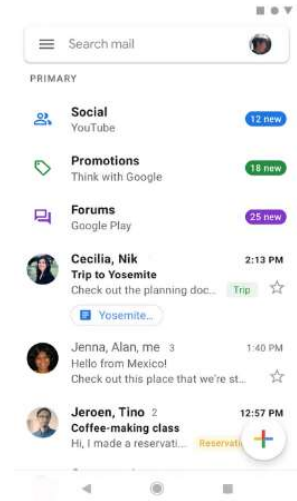 Search mail
PRIMARY
Social
YouTube
12 new
Promotions
Think with Google
18 new
Forums
Google Play
25 new
Cecilia, Nik 2:13 PM
Trip to Yosemite
Check out the planning doc... Trip
Yosemite...
Jenna, Alan, me 3 1:40 PM
Hello from Mexico!
Check out this place that we're st...
Jeroen, Tino 2 12:57 PM
Coffee-making class
Hi, I made a reservati... Reservati